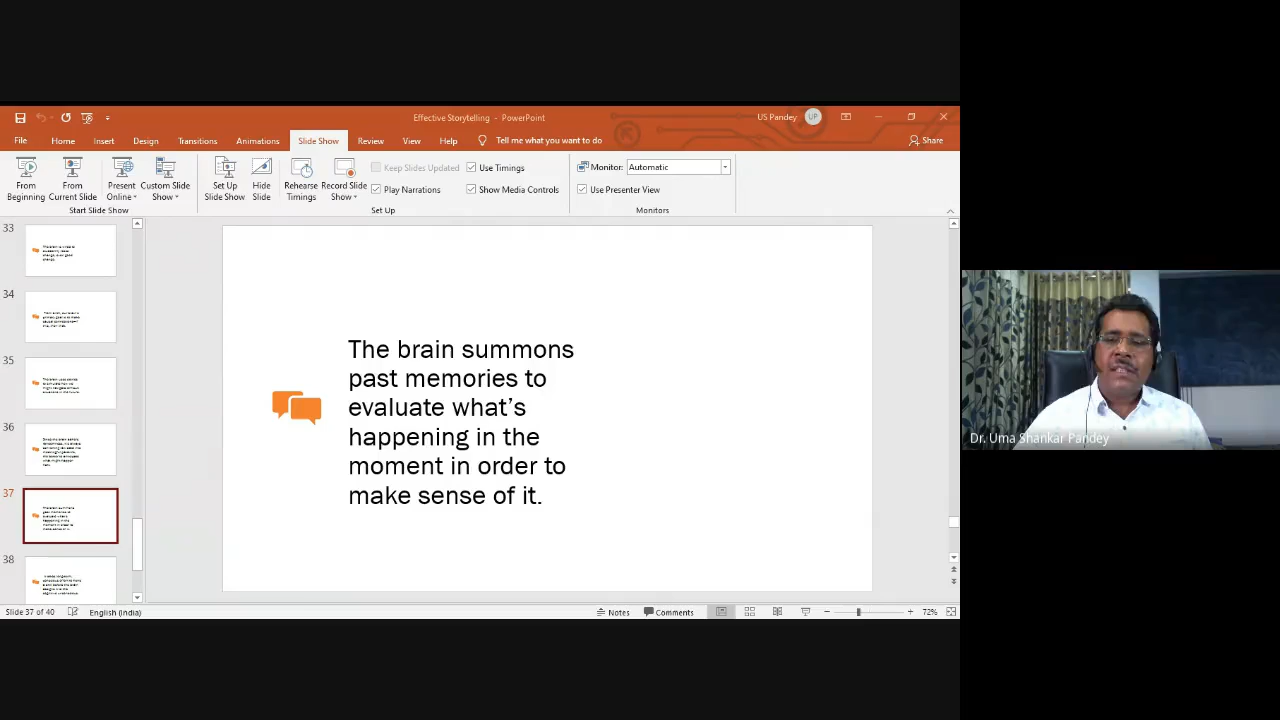 Effective Storytelling - PowerPoint
US Pandey
UP
File
Home
Insert
Design
Transitions
Animations
Slide Show
Review
View
Help
Tell me what you want to do
Share
From Beginning
From Current Slide
Present Online
Custom Slide Show
Start Slide Show
Set Up Slide Show
Hide Slide
Rehearse Timings
Record Slide Show
Keep Slides Updated
Play Narrations
Use Timings
Show Media Controls
Set Up
Monitor: Automatic
Use Presenter View
Monitors
33
34
35
36
37
38
The brain summons
past memories to
evaluate what's
happening in the
moment in order to
make sense of it.
Dr. Uma Shankar Pandey
Slide 37 of 40
English (India)
Notes
Comments
72%